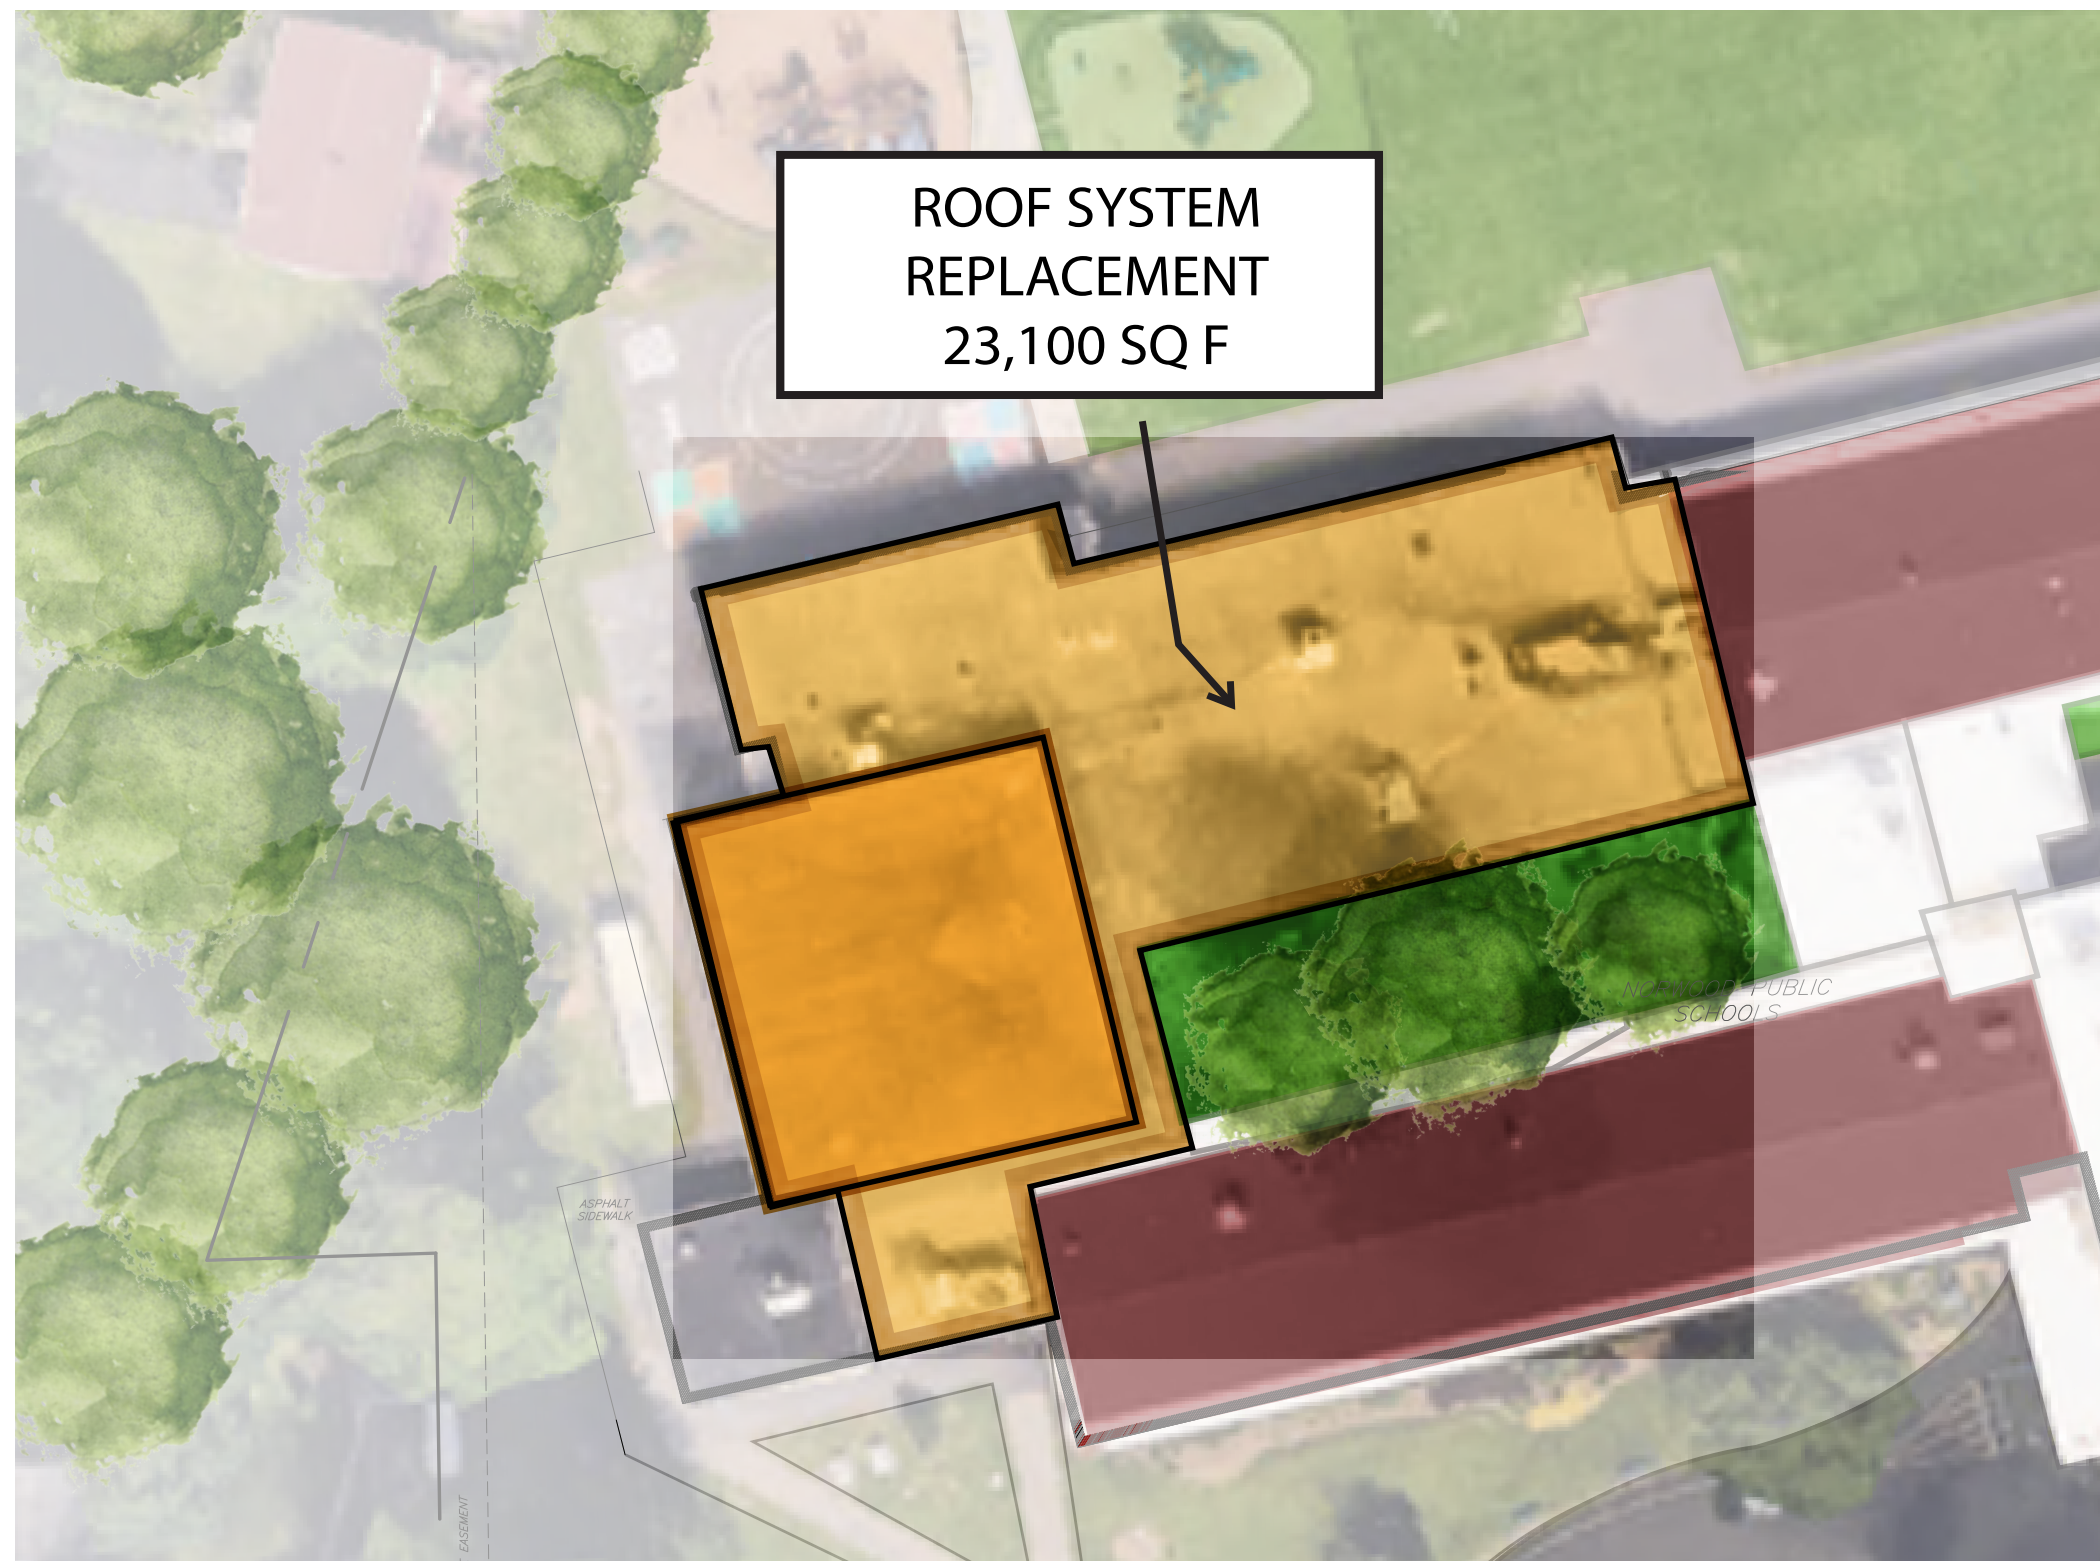 ROOF SYSTEM
REPLACEMENT
23,100 SQ F
PUBLIC
SCHOOLS
ASPHALT
SIDEWALK
EASEMENT